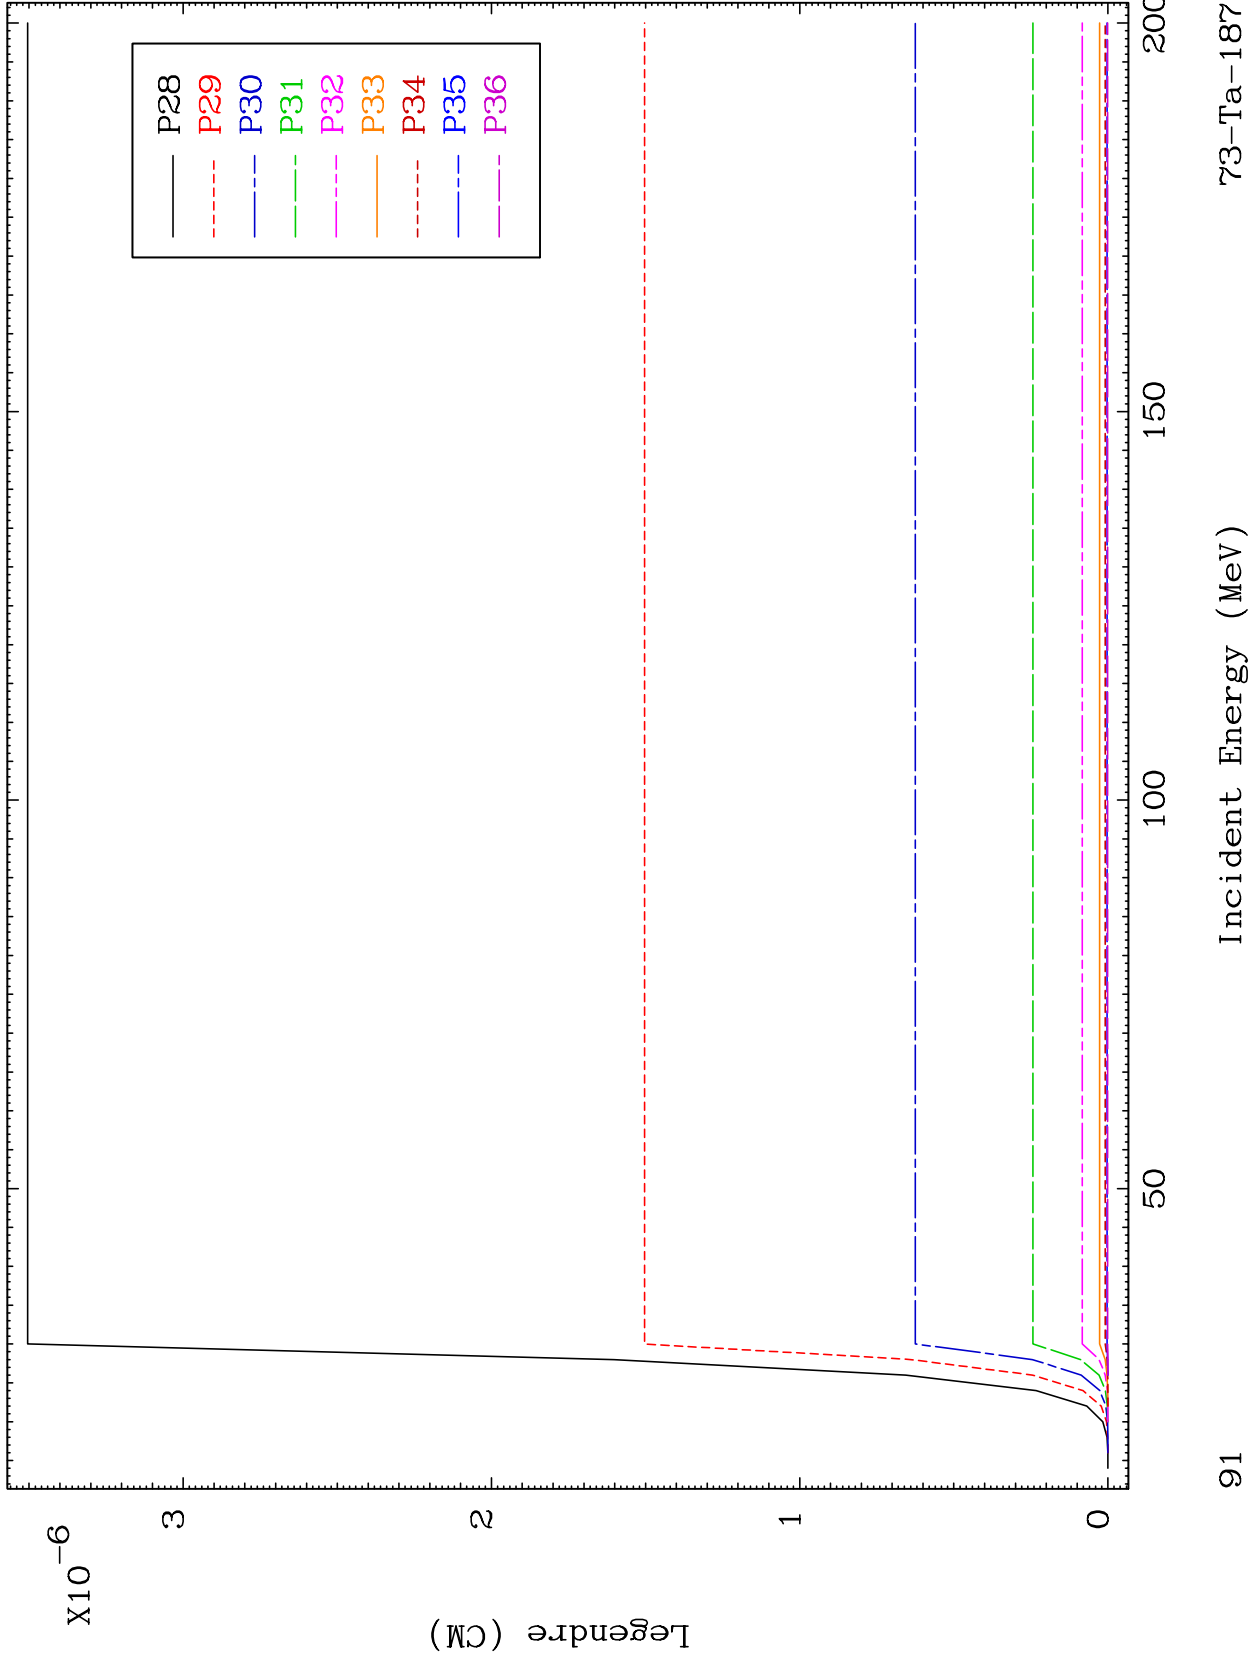 X10-6
3
2
1
0
Legendre (CM)
P28
P29
P30
P31
P32
P33
P34
P35
P36
50
100
150
200
Incident Energy (MeV)
91
73-Ta-187